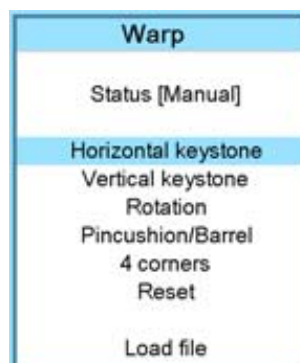 Warp
Status [Manual]
Horizontal keystone
Vertical keystone
Rotation
Pincushion/Barrel
4 corners
Reset
Load file